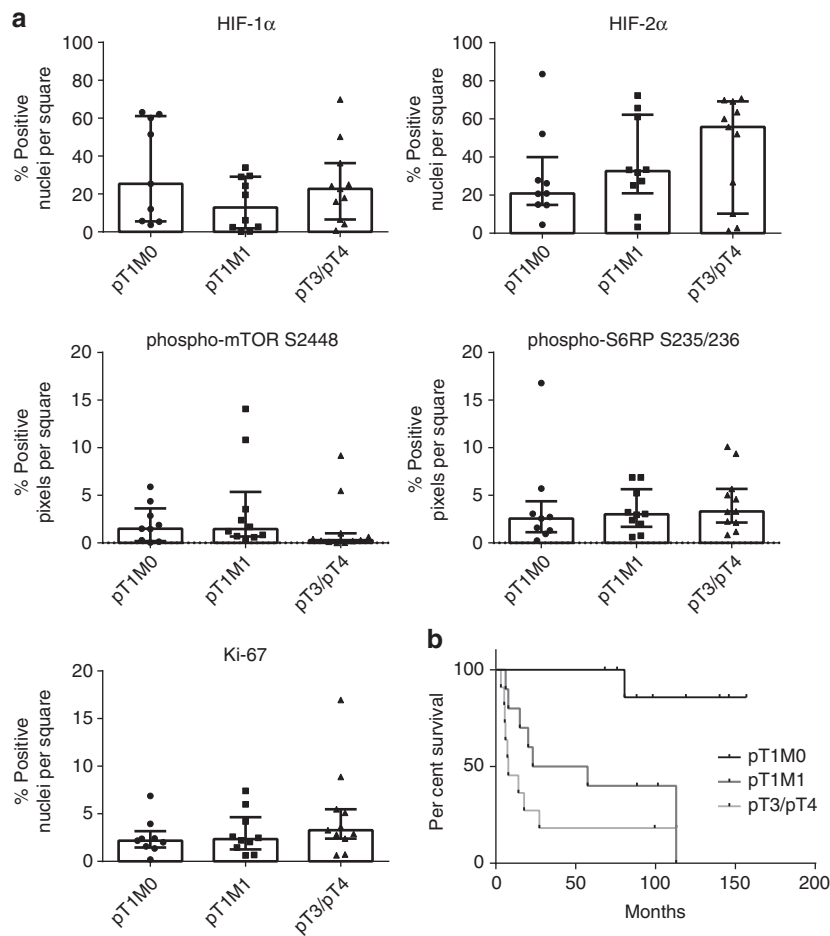 a
HIF-1α
% Positive
nuclei per square
100
80
60
40
20
0
pT1M0
pT1M1
pT3/pT4
HIF-2α
% Positive
nuclei per square
100
80
60
40
20
0
pT1M0
pT1M1
pT3/pT4
phospho-mTOR S2448
% Positive
pixels per square
20
15
10
5
0
pT1M0
pT1M1
pT3/pT4
phospho-S6RP S235/236
% Positive
pixels per square
20
15
10
5
0
pT1M0
pT1M1
pT3/pT4
Ki-67
% Positive
nuclei per square
20
15
10
5
0
pT1M0
pT1M1
pT3/pT4
b
Per cent survival
100
50
0
0
50
100
150
200
Months
pT1M0
pT1M1
pT3/pT4